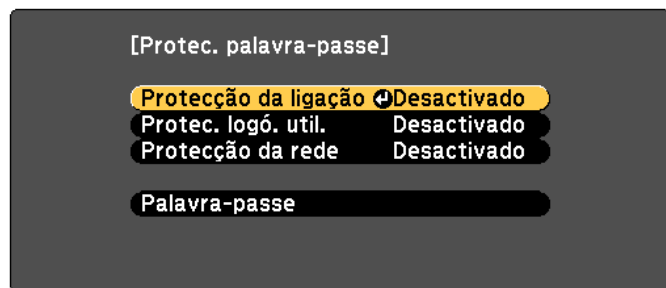 [Protec. palavra-passe]
Protecção da ligação Desactivado
Protec. logó. util. Desactivado
Protecção da rede Desactivado
Palavra-passe